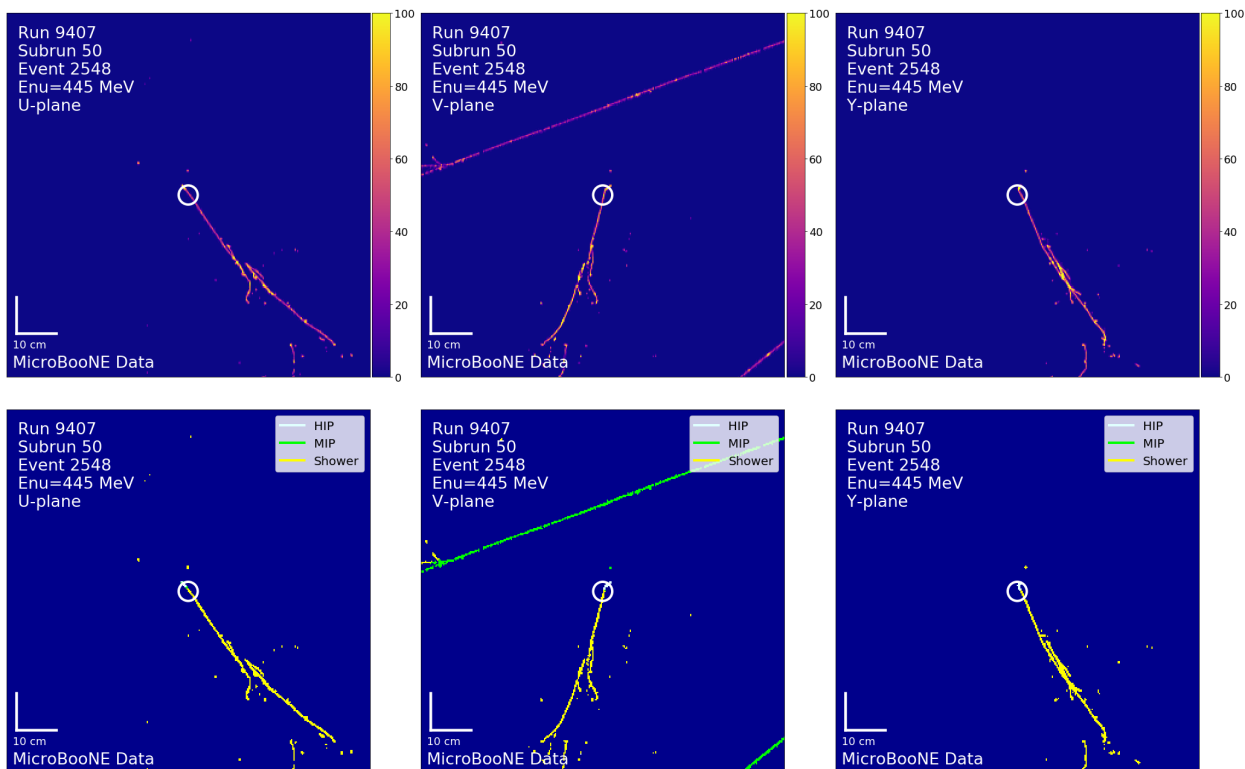 Run 9407
Subrun 50
Event 2548
Enu=445 MeV
U-plane
10 cm
MicroBooNE Data
100
80
60
40
20
0
Run 9407
Subrun 50
Event 2548
Enu=445 MeV
V-plane
10 cm
MicroBooNE Data
100
80
60
40
20
0
Run 9407
Subrun 50
Event 2548
Enu=445 MeV
Y-plane
10 cm
MicroBooNE Data
100
80
60
40
20
0
Run 9407
Subrun 50
Event 2548
Enu=445 MeV
U-plane
HIP
MIP
Shower
10 cm
MicroBooNE Data
Run 9407
Subrun 50
Event 2548
Enu=445 MeV
V-plane
HIP
MIP
Shower
10 cm
MicroBooNE Data
Run 9407
Subrun 50
Event 2548
Enu=445 MeV
Y-plane
HIP
MIP
Shower
10 cm
MicroBooNE Data